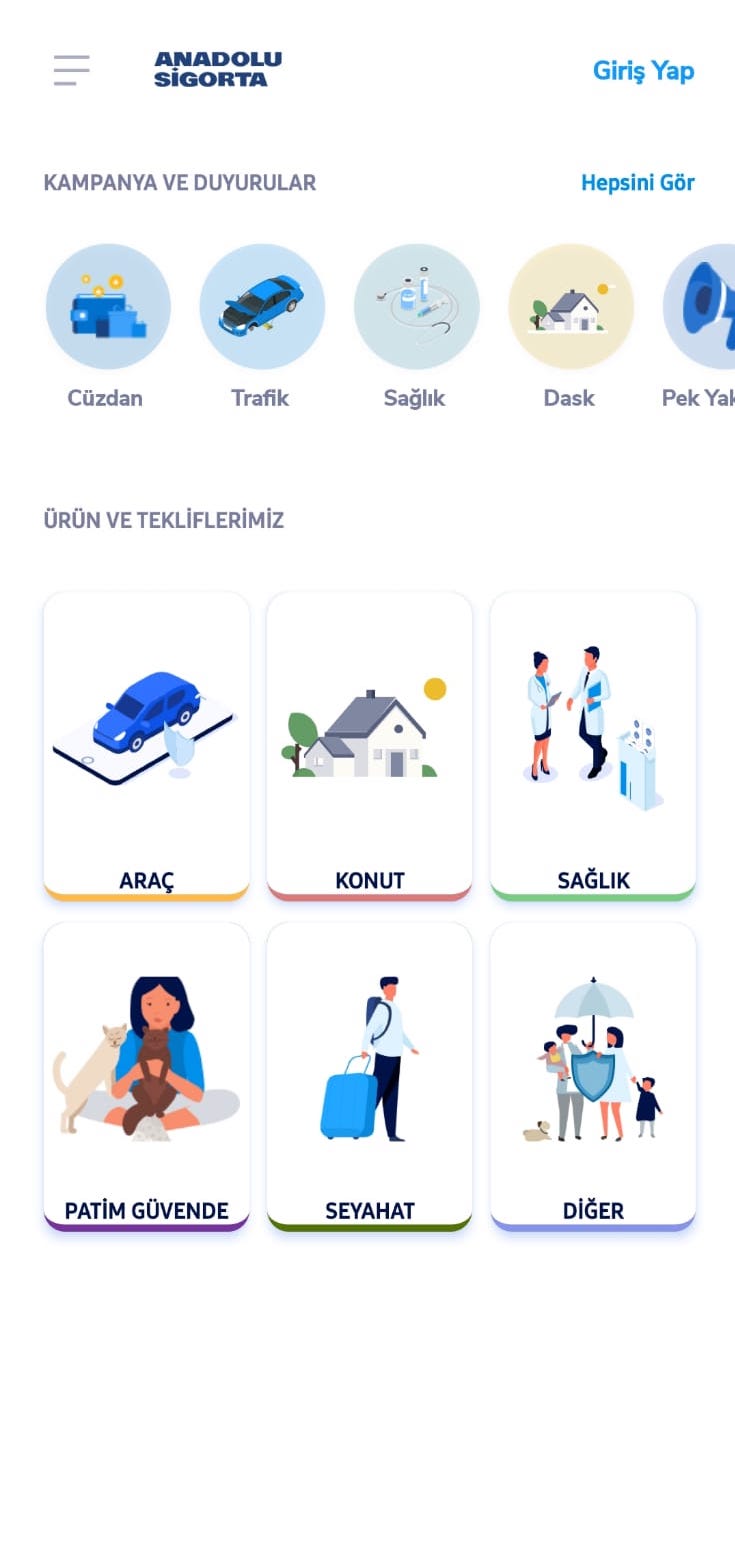 ANADOLU
SİGORTA
Giriş Yap
KAMPANYA VE DUYURULAR
Hepsini Gör
Cüzdan
Trafik
Sağlık
Dask
Pek Yak
ÜRÜN VE TEKLİFLERİMİZ
ARAÇ
KONUT
SAĞLIK
PATİM GÜVENDE
SEYAHAT
DİĞER